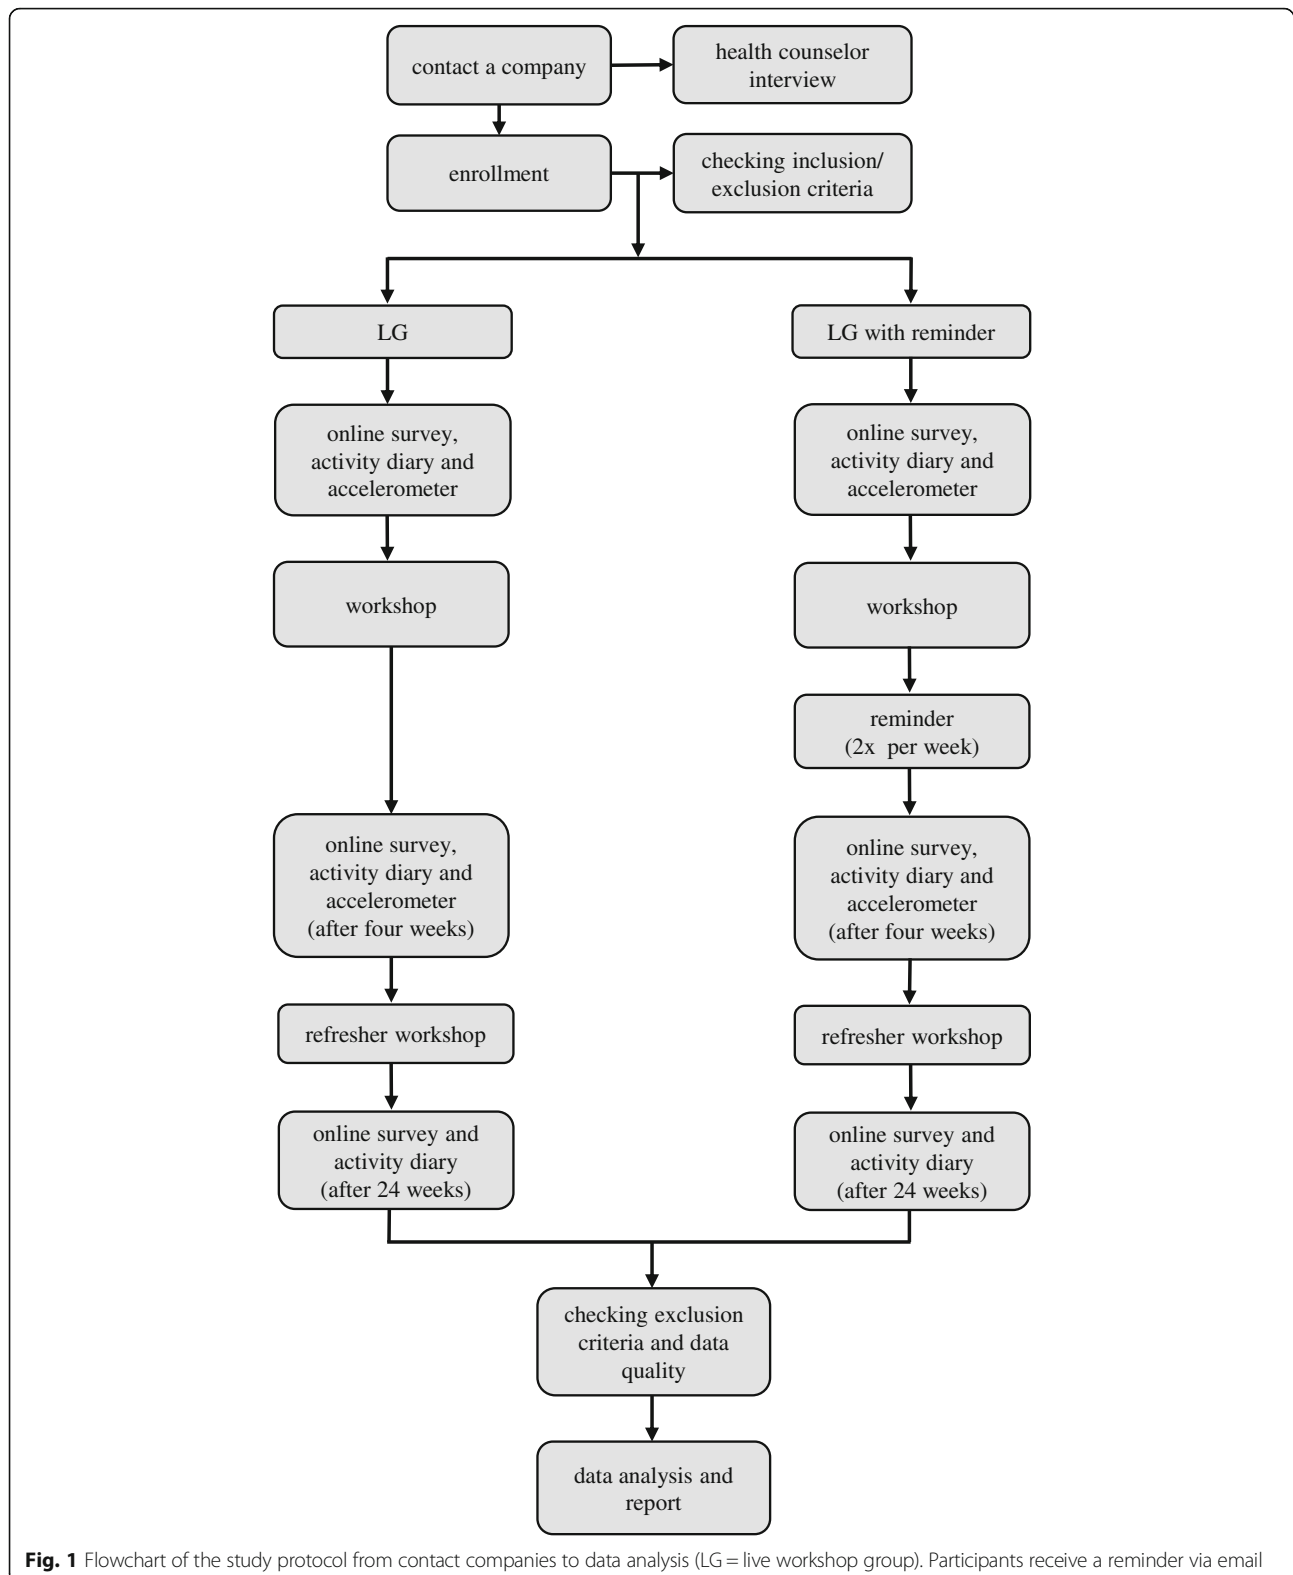 contact a company
health counselor
interview
enrollment
checking inclusion/
exclusion criteria
LG
LG with reminder
online survey,
activity diary and
accelerometer
online survey,
activity diary and
accelerometer
workshop
workshop
reminder
(2x per week)
online survey,
activity diary and
accelerometer
(after four weeks)
online survey,
activity diary and
accelerometer
(after four weeks)
refresher workshop
refresher workshop
online survey and
activity diary
(after 24 weeks)
online survey and
activity diary
(after 24 weeks)
checking exclusion
criteria and data
quality
data analysis and
report
Fig. 1 Flowchart of the study protocol from contact companies to data analysis (LG = live workshop group). Participants receive a reminder via email